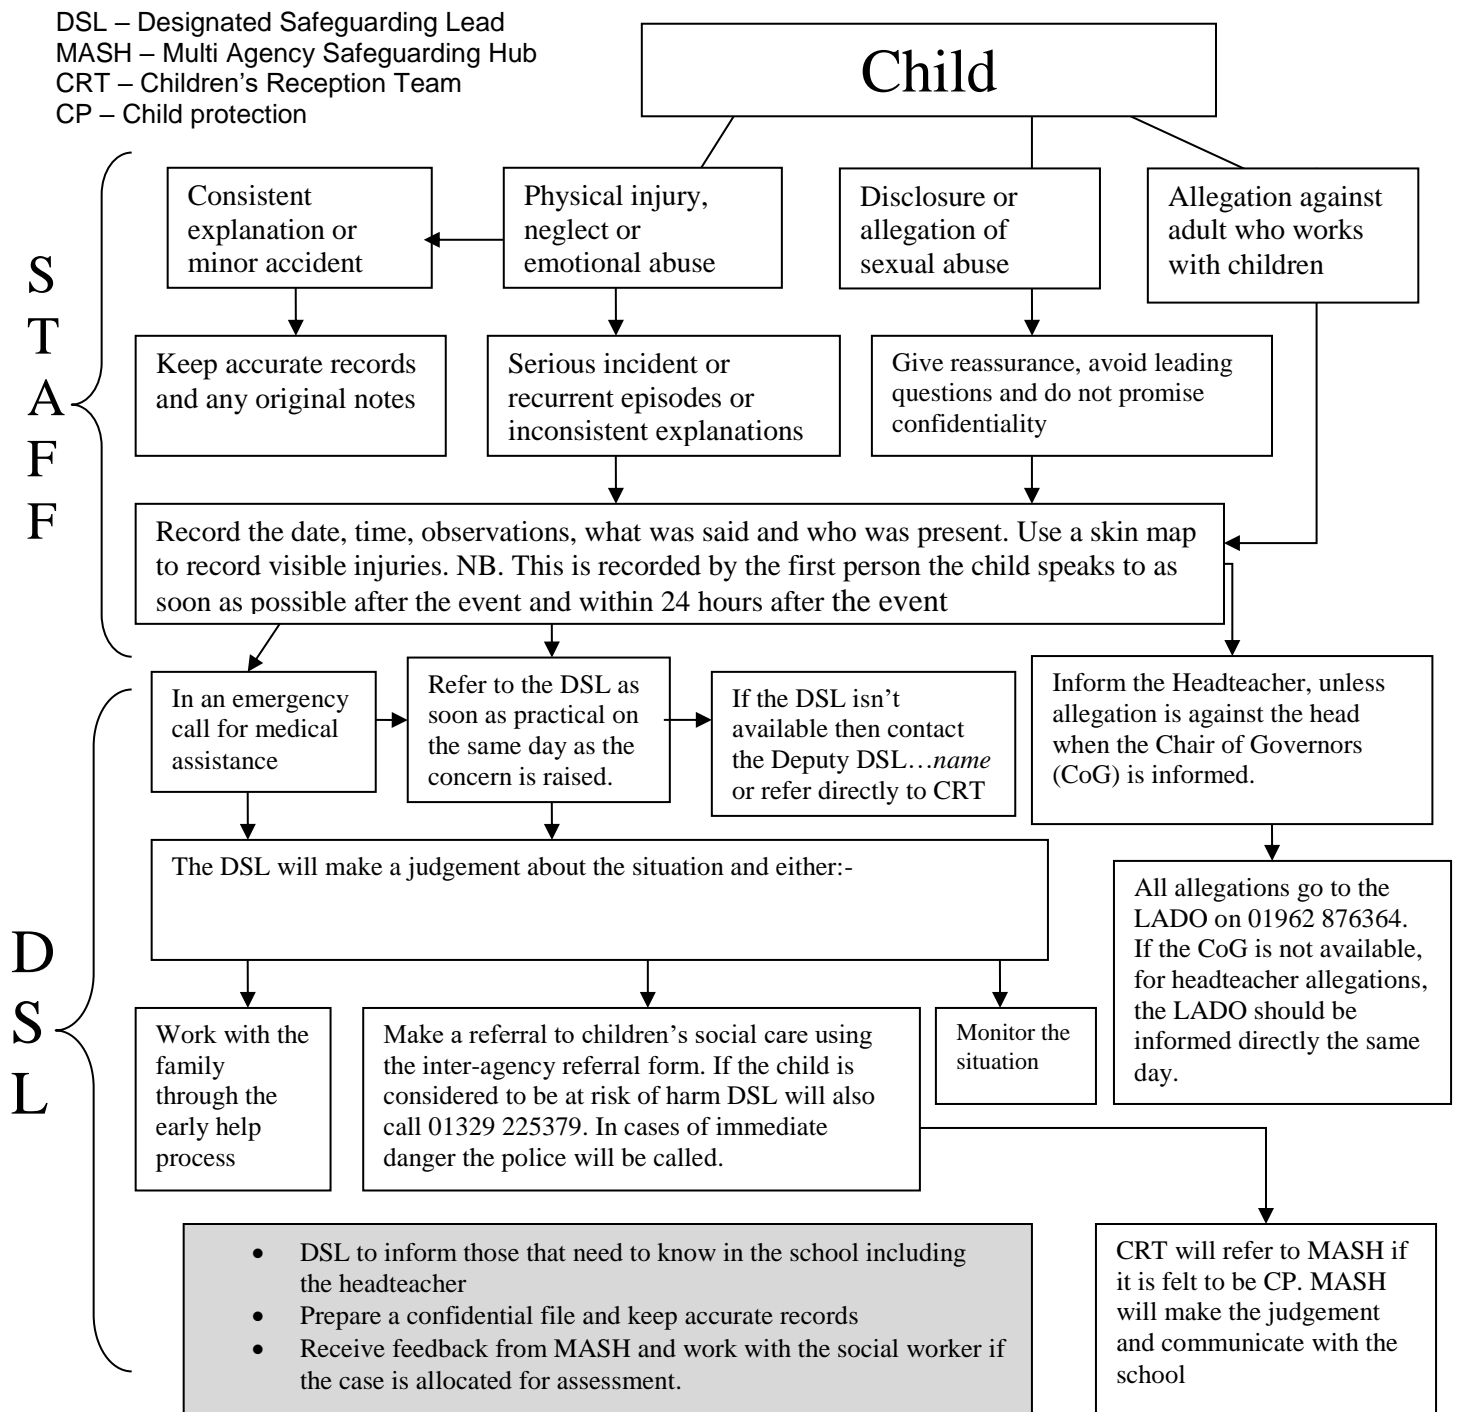 DSL – Designated Safeguarding Lead
MASH – Multi Agency Safeguarding Hub
CRT – Children's Reception Team
CP – Child protection
Child
S
T
A
F
F
Consistent
explanation or
minor accident
Physical injury,
neglect or
emotional abuse
Disclosure or
allegation of
sexual abuse
Allegation against
adult who works
with children
Keep accurate records
and any original notes
Serious incident or
recurrent episodes or
inconsistent explanations
Give reassurance, avoid leading
questions and do not promise
confidentiality
Record the date, time, observations, what was said and who was present. Use a skin map
to record visible injuries. NB. This is recorded by the first person the child speaks to as
soon as possible after the event and within 24 hours after the event
D
S
L
In an emergency
call for medical
assistance
Refer to the DSL as
soon as practical on
the same day as the
concern is raised.
If the DSL isn't
available then contact
the Deputy DSL…name
or refer directly to CRT
Inform the Headteacher, unless
allegation is against the head
when the Chair of Governors
(CoG) is informed.
The DSL will make a judgement about the situation and either:-
All allegations go to the
LADO on 01962 876364.
If the CoG is not available,
for headteacher allegations,
the LADO should be
informed directly the same
day.
Work with the
family
through the
early help
process
Make a referral to children's social care using
the inter-agency referral form. If the child is
considered to be at risk of harm DSL will also
call 01329 225379. In cases of immediate
danger the police will be called.
Monitor the
situation
• DSL to inform those that need to know in the school including
the headteacher
• Prepare a confidential file and keep accurate records
• Receive feedback from MASH and work with the social worker if
the case is allocated for assessment.
CRT will refer to MASH if
it is felt to be CP. MASH
will make the judgement
and communicate with the
school